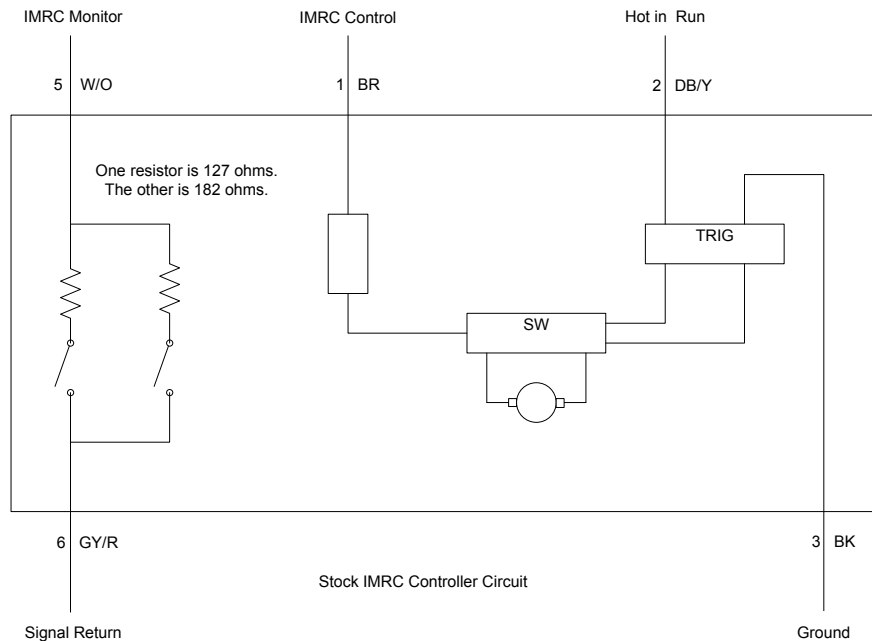 IMRC Monitor
IMRC Control
Hot in Run
5 W/O
1 BR
2 DB/Y
One resistor is 127 ohms.
The other is 182 ohms.
TRIG
SW
6 GY/R
3 BK
Stock IMRC Controller Circuit
Signal Return
Ground